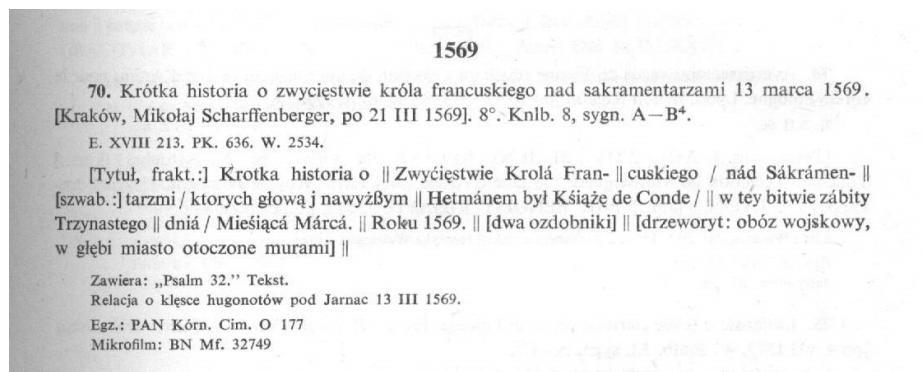 1569
70. Krótka historia o zwycięstwie króla francuskiego nad sakramentarzami 13 marca 1569.
[Kraków, Mikołaj Scharffenberger, po 21 III 1569]. 8°. Knlb. 8, sygn. A—B⁴.
E. XVIII 213. PK. 636. W. 2534.
[Tytuł, frakt.:] Krotka historia o || Zwyćięstwie Krolá Fran- || cuskiego / nád Sákrámen- ||
[szwab.:] tarzmi / ktorych głową j nawyżßym || Hetmánem był Kśiążę de Conde / || w téy bitwie zábity
Trzynastego || dniá / Mieśiącá Márcá. || Roku 1569. || [dwa ozdobniki] || [drzeworyt: obóz wojskowy,
w głębi miasto otoczone murami] ||
Zawiera: „Psalm 32.” Tekst.
Relacja o klęsce hugonotów pod Jarnac 13 III 1569.
Egz.: PAN Kórn. Cim. O 177
Mikrofilm: BN Mf. 32749